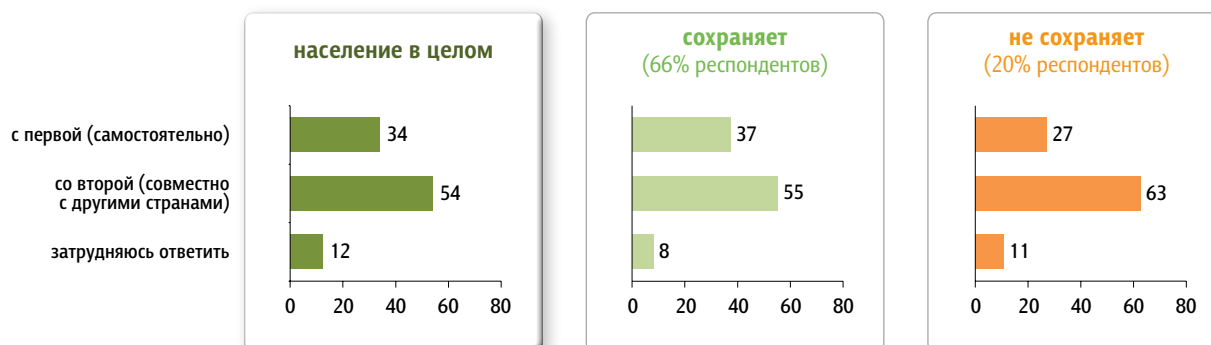 население в целом
сохраняет
(66% респондентов)
не сохраняет
(20% респондентов)
с первой (самостоятельно)
34
37
27
со второй (совместно
с другими странами)
54
55
63
затрудняюсь ответить
12
8
11
0 20 40 60 80
0 20 40 60 80
0 20 40 60 80